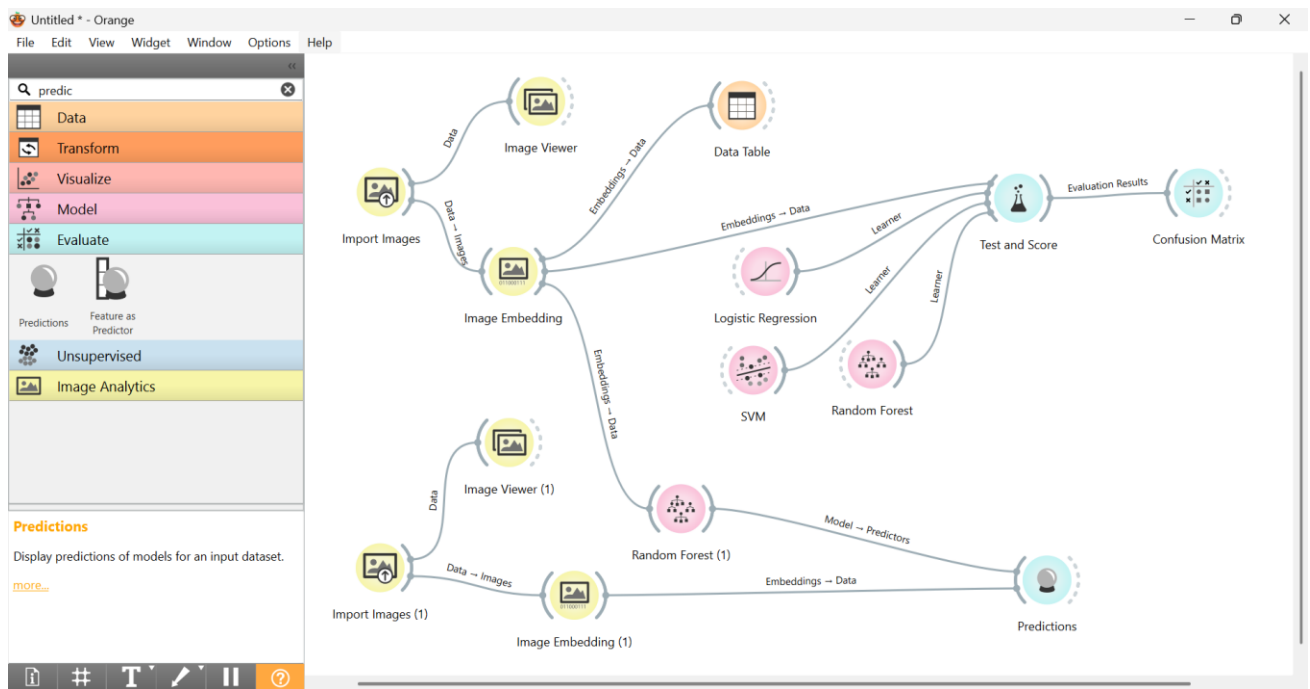 Untitled * - Orange
File Edit View Widget Window Options Help
predic
Data
Transform
Visualize
Model
Evaluate
Predictions
Feature as
Predictor
Unsupervised
Image Analytics
Predictions
Display predictions of models for an input dataset.
more...
Data
Image Viewer
Import Images
Data → Images
Image Embedding
Embeddings → Data
Data Table
Embeddings → Data
Learner
Logistic Regression
Learner
SVM
Learner
Random Forest
Test and Score
Evaluation Results
Confusion Matrix
Embeddings → Data
Data
Image Viewer (1)
Import Images (1)
Data → Images
Image Embedding (1)
Random Forest (1)
Model → Predictors
Embeddings → Data
Predictions